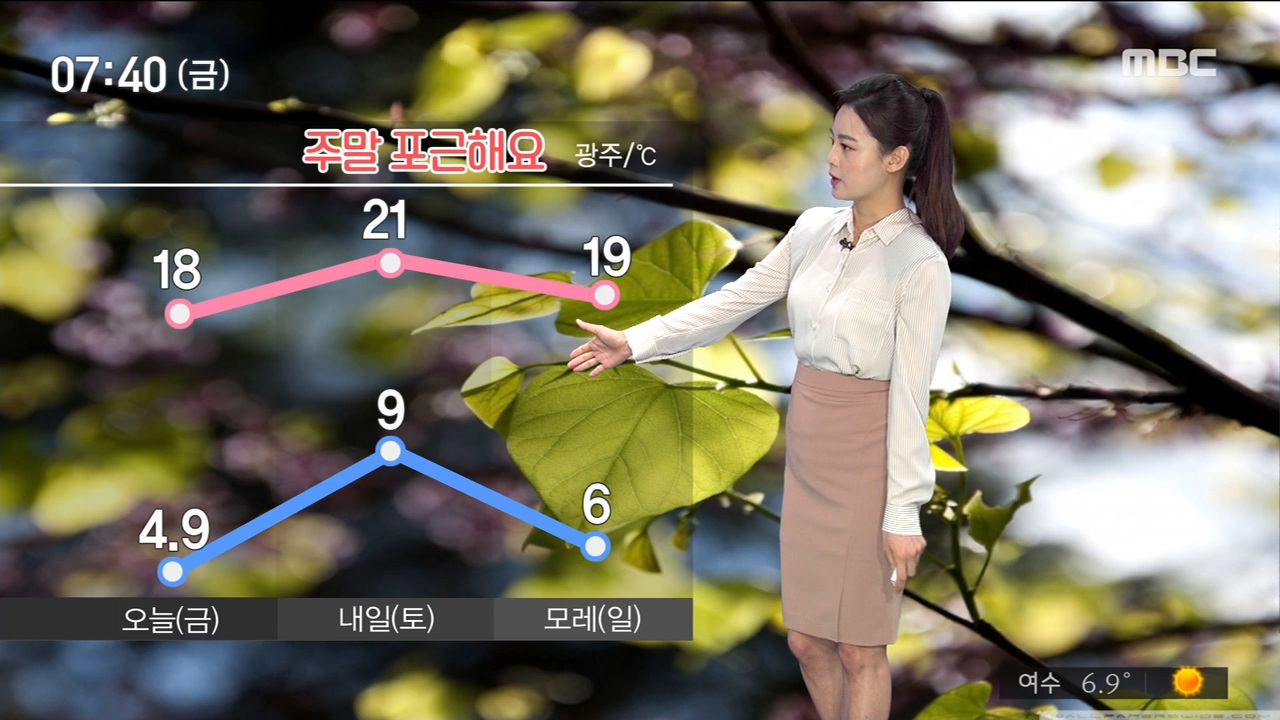 07:40 (금)
MBC
주말 포근해요 광주/℃
18 21 19
4.9 9 6
오늘(금) 내일(토) 모레(일)
여수 6.9°